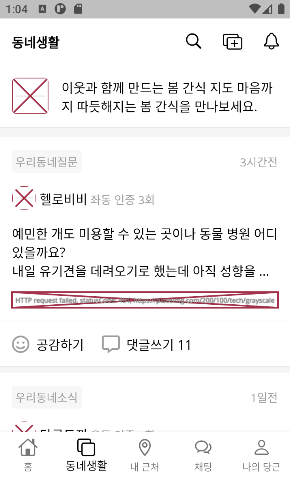 1:04
동네생활
이웃과 함께 만드는 봄 간식 지도 마음까
지 따듯해지는 봄 간식을 만나보세요.
우리동네질문
3시간전
헬로비비 좌동 인증 3회
예민한 개도 미용할 수 있는 곳이나 동물 병원 어디
있을까요?
내일 유기견을 데려오기로 했는데 아직 성향을 ...
HTTP request failed, status
200/100/tech/grayscale
공감하기
댓글쓰기 11
우리동네소식
1일전
홈
동네생활
내 근처
채팅
나의 당근